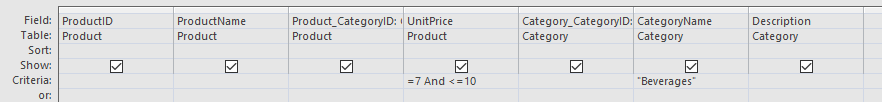 Field: ProductID ProductName Product_CategoryID: UnitPrice Category_CategoryID: CategoryName Description
Table: Product Product Product Product Category Category Category
Sort:
Show:
Criteria: =7 And <=10 "Beverages"
or: